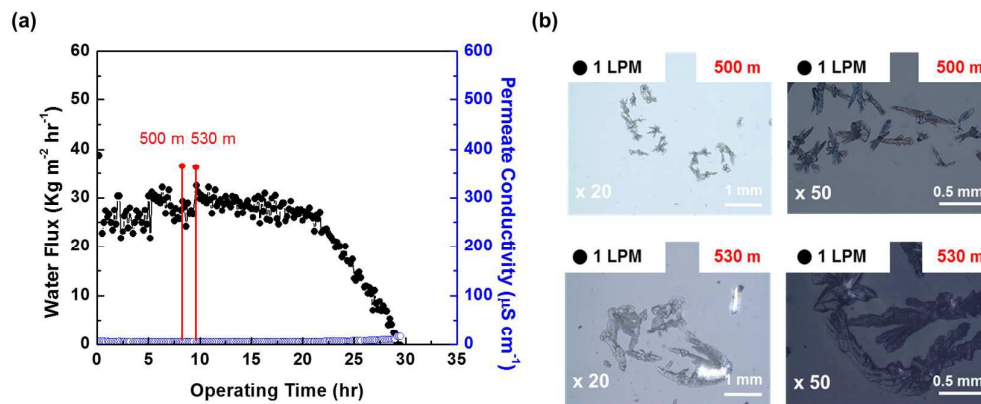 (a)
60
50
40
30
20
10
0
Water Flux (Kg m⁻² hr⁻¹)
500 m 530 m
0 5 10 15 20 25 30 35
Operating Time (hr)
600
500
400
300
200
100
0
Permeate Conductivity (μS cm⁻¹)
(b)
1 LPM 500 m
x 20 1 mm
1 LPM 500 m
x 50 0.5 mm
1 LPM 530 m
x 20 1 mm
1 LPM 530 m
x 50 0.5 mm